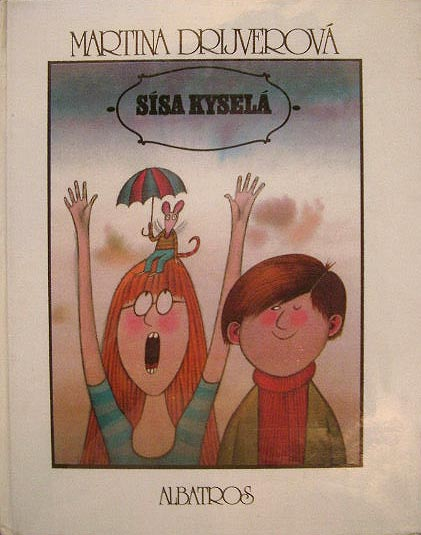 MARTINA DRIJVEROVÁ
SÍSA KYSELÁ
ALBATROS